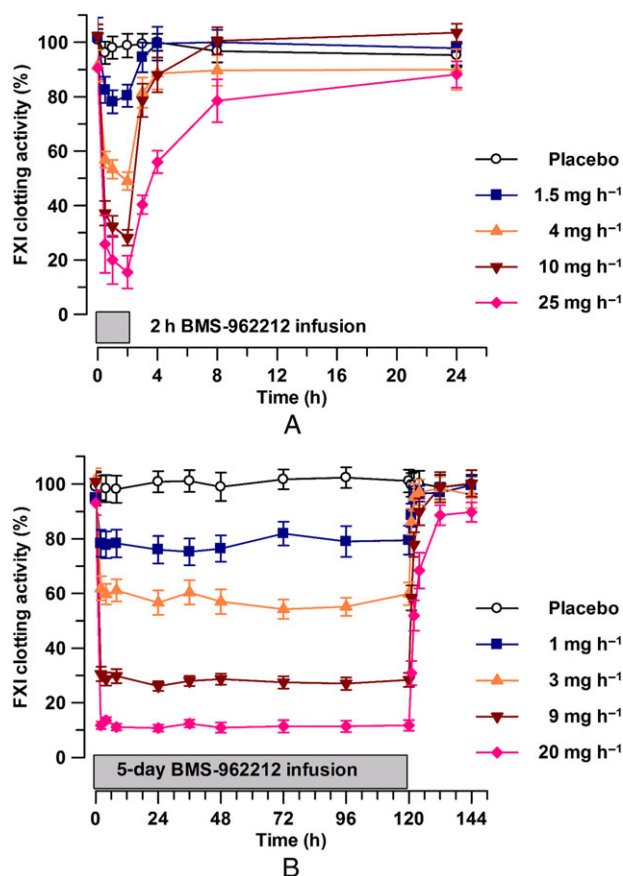 FXI clotting activity (%)
100
80
60
40
20
0
Placebo
1.5 mg h⁻¹
4 mg h⁻¹
10 mg h⁻¹
25 mg h⁻¹
2 h BMS-962212 infusion
0 4 8 12 16 20 24
Time (h)
A
FXI clotting activity (%)
100
80
60
40
20
0
Placebo
1 mg h⁻¹
3 mg h⁻¹
9 mg h⁻¹
20 mg h⁻¹
5-day BMS-962212 infusion
0 24 48 72 96 120 144
Time (h)
B